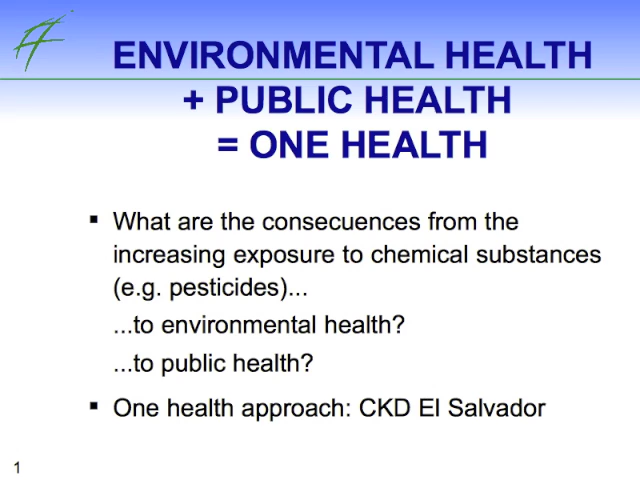 ENVIRONMENTAL HEALTH
+ PUBLIC HEALTH
= ONE HEALTH
▪ What are the consecuences from the
increasing exposure to chemical substances
(e.g. pesticides)...
...to environmental health?
...to public health?
▪ One health approach: CKD El Salvador
1